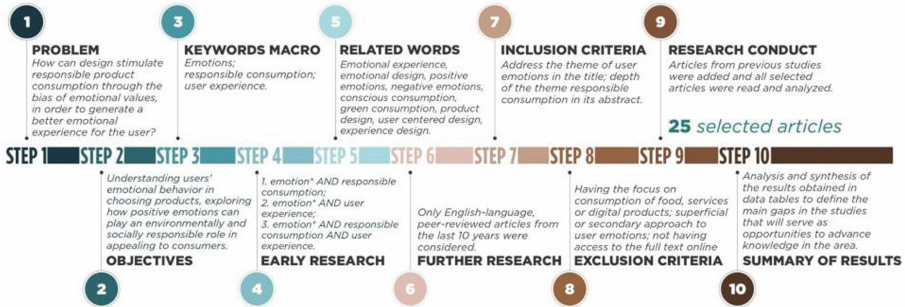 1
3
5
7
9
PROBLEM
How can design stimulate
responsible product
consumption through the
bias of emotional values,
in order to generate a
better emotional
experience for the user?
KEYWORDS MACRO
Emotions;
responsible consumption;
user experience.
RELATED WORDS
Emotional experience,
emotional design, positive
emotions, negative emotions,
conscious consumption,
green consumption, product
design, user centered design,
experience design.
INCLUSION CRITERIA
Address the theme of user
emotions in the title; depth
of the theme responsible
consumption in its abstract.
RESEARCH CONDUCT
Articles from previous studies
were added and all selected
articles were read and analyzed.
25 selected articles
STEP 1 STEP 2 STEP 3 STEP 4 STEP 5 STEP 6 STEP 7 STEP 8 STEP 9 STEP 10
Understanding users'
emotional behavior in
choosing products, exploring
how positive emotions can
play an environmentally and
socially responsible role in
appealing to consumers.
OBJECTIVES
1. emotion* AND responsible
consumption;
2. emotion* AND user
experience;
3. emotion* AND responsible
consumption AND user
experience.
EARLY RESEARCH
Only English-language,
peer-reviewed articles from
the last 10 years were
considered.
FURTHER RESEARCH
Having the focus on
consumption of food, services
or digital products; superficial
or secondary approach to
user emotions; not having
access to the full text online
EXCLUSION CRITERIA
Analysis and synthesis of
the results obtained in
data tables to define the
main gaps in the studies
that will serve as
opportunities to advance
knowledge in the area.
SUMMARY OF RESULTS
2
4
6
8
10